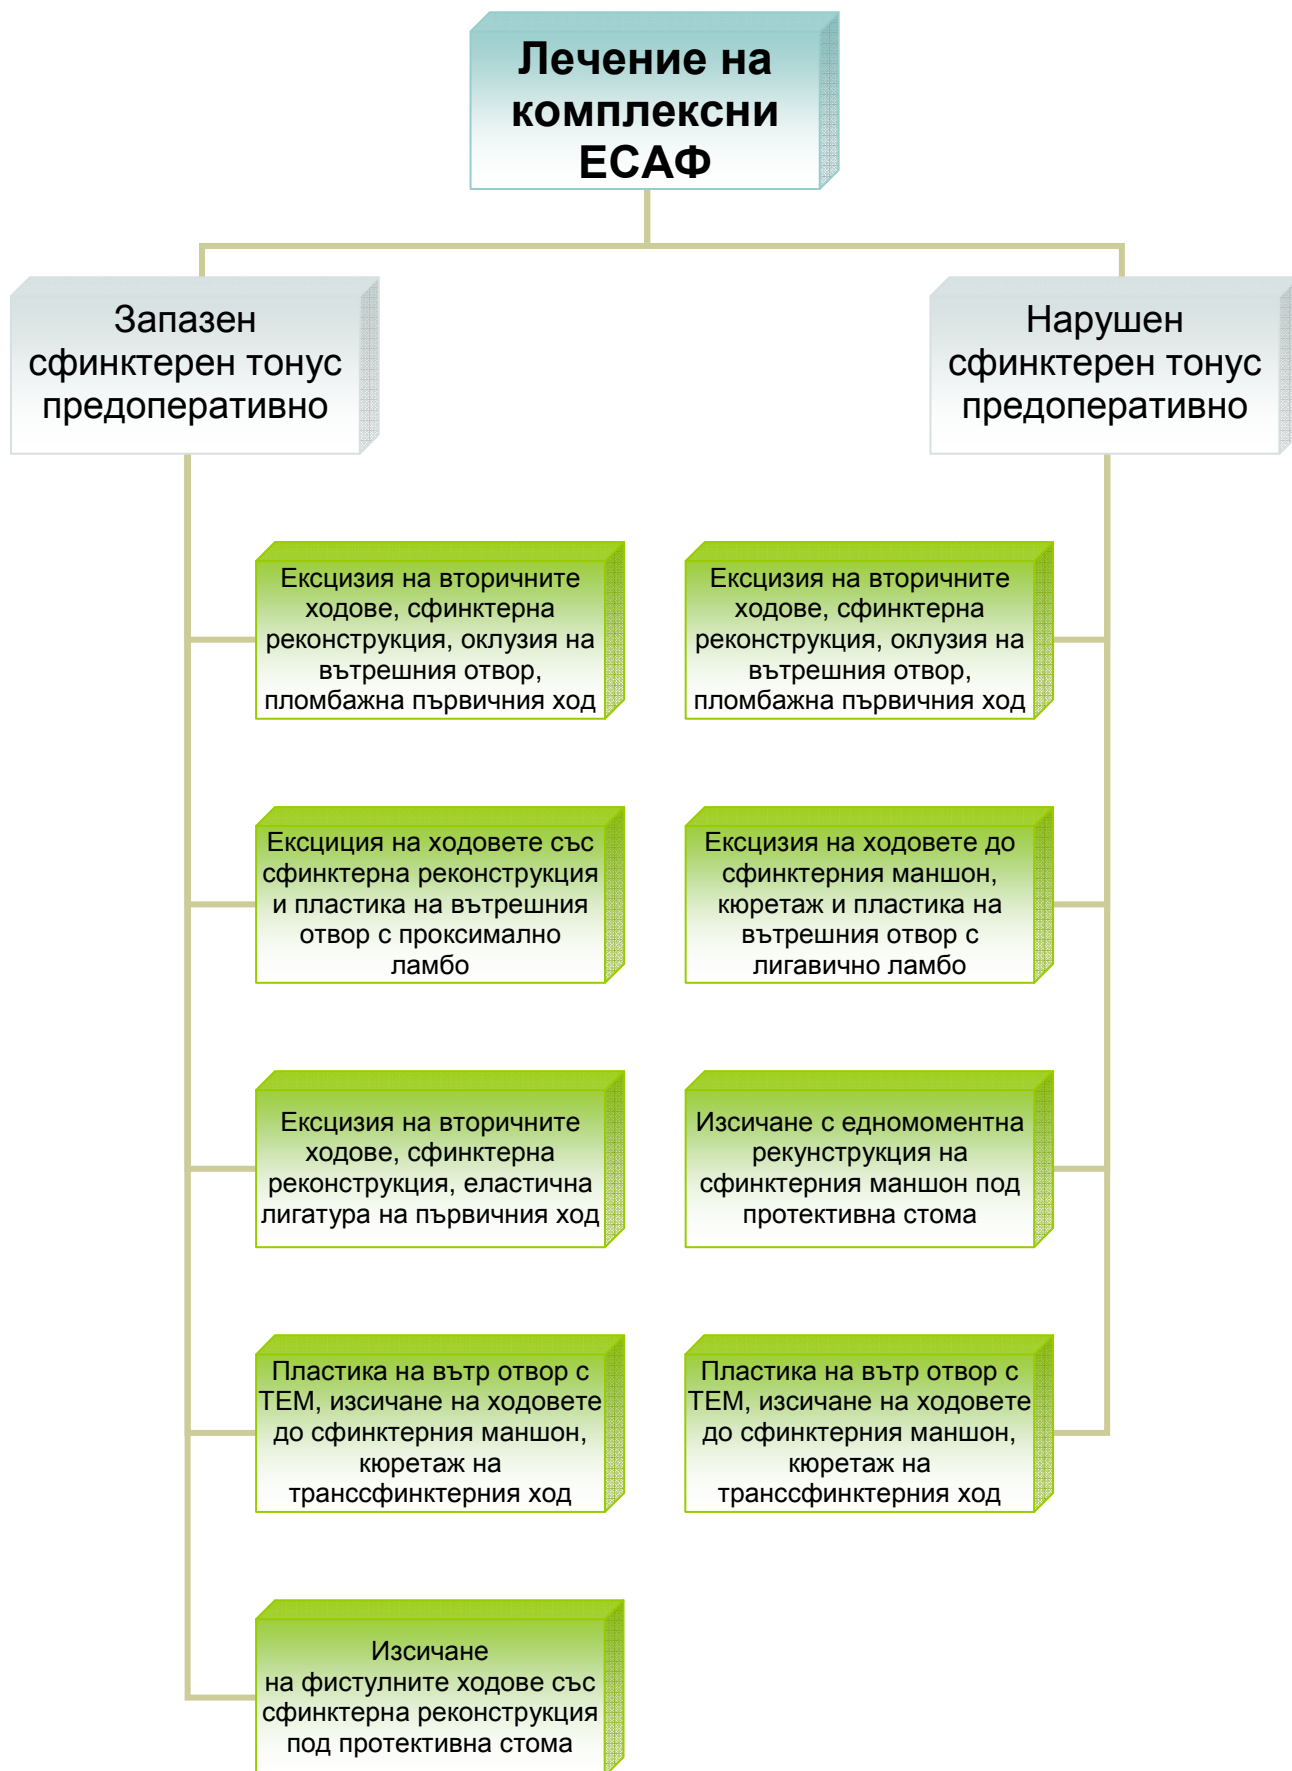 Лечение на
комплексни
ЕСАФ
Запазен
сфинктерен тонус
предоперативно
Нарушен
сфинктерен тонус
предоперативно
Ексцизия на вторичните
ходове, сфинктерна
реконструкция, оклузия на
вътрешния отвор,
пломбажна първичния ход
Ексцизия на вторичните
ходове, сфинктерна
реконструкция, оклузия на
вътрешния отвор,
пломбажна първичния ход
Ексциция на ходовете със
сфинктерна реконструкция
и пластика на вътрешния
отвор с проксимално
ламбо
Ексцизия на ходовете до
сфинктерния маншон,
кюретаж и пластика на
вътрешния отвор с
лигавично ламбо
Ексцизия на вторичните
ходове, сфинктерна
реконструкция, еластична
лигатура на първичния ход
Изсичане с едномоментна
рекунструкция на
сфинктерния маншон под
протективна стома
Пластика на вътр отвор с
ТЕМ, изсичане на ходовете
до сфинктерния маншон,
кюретаж на
транссфинктерния ход
Пластика на вътр отвор с
ТЕМ, изсичане на ходовете
до сфинктерния маншон,
кюретаж на
транссфинктерния ход
Изсичане
на фистулните ходове със
сфинктерна реконструкция
под протективна стома